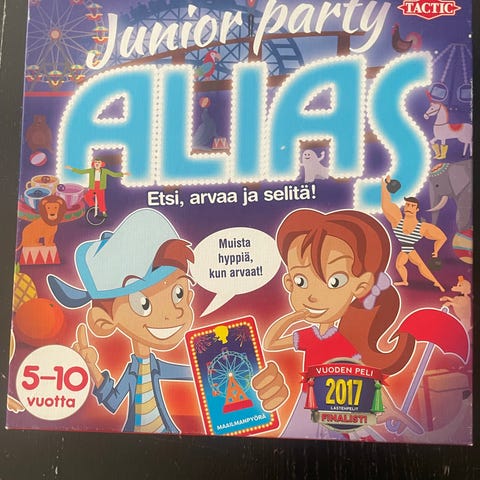 Junior party
TACTIC
ALIAS
Etsi, arvaa ja selitä!
Muista
hyppiä,
kun arvaat!
5-10
vuotta
MAAILMANPYÖRÄ
VUODEN PELI
2017
LASTENPELIT
FINALISTI